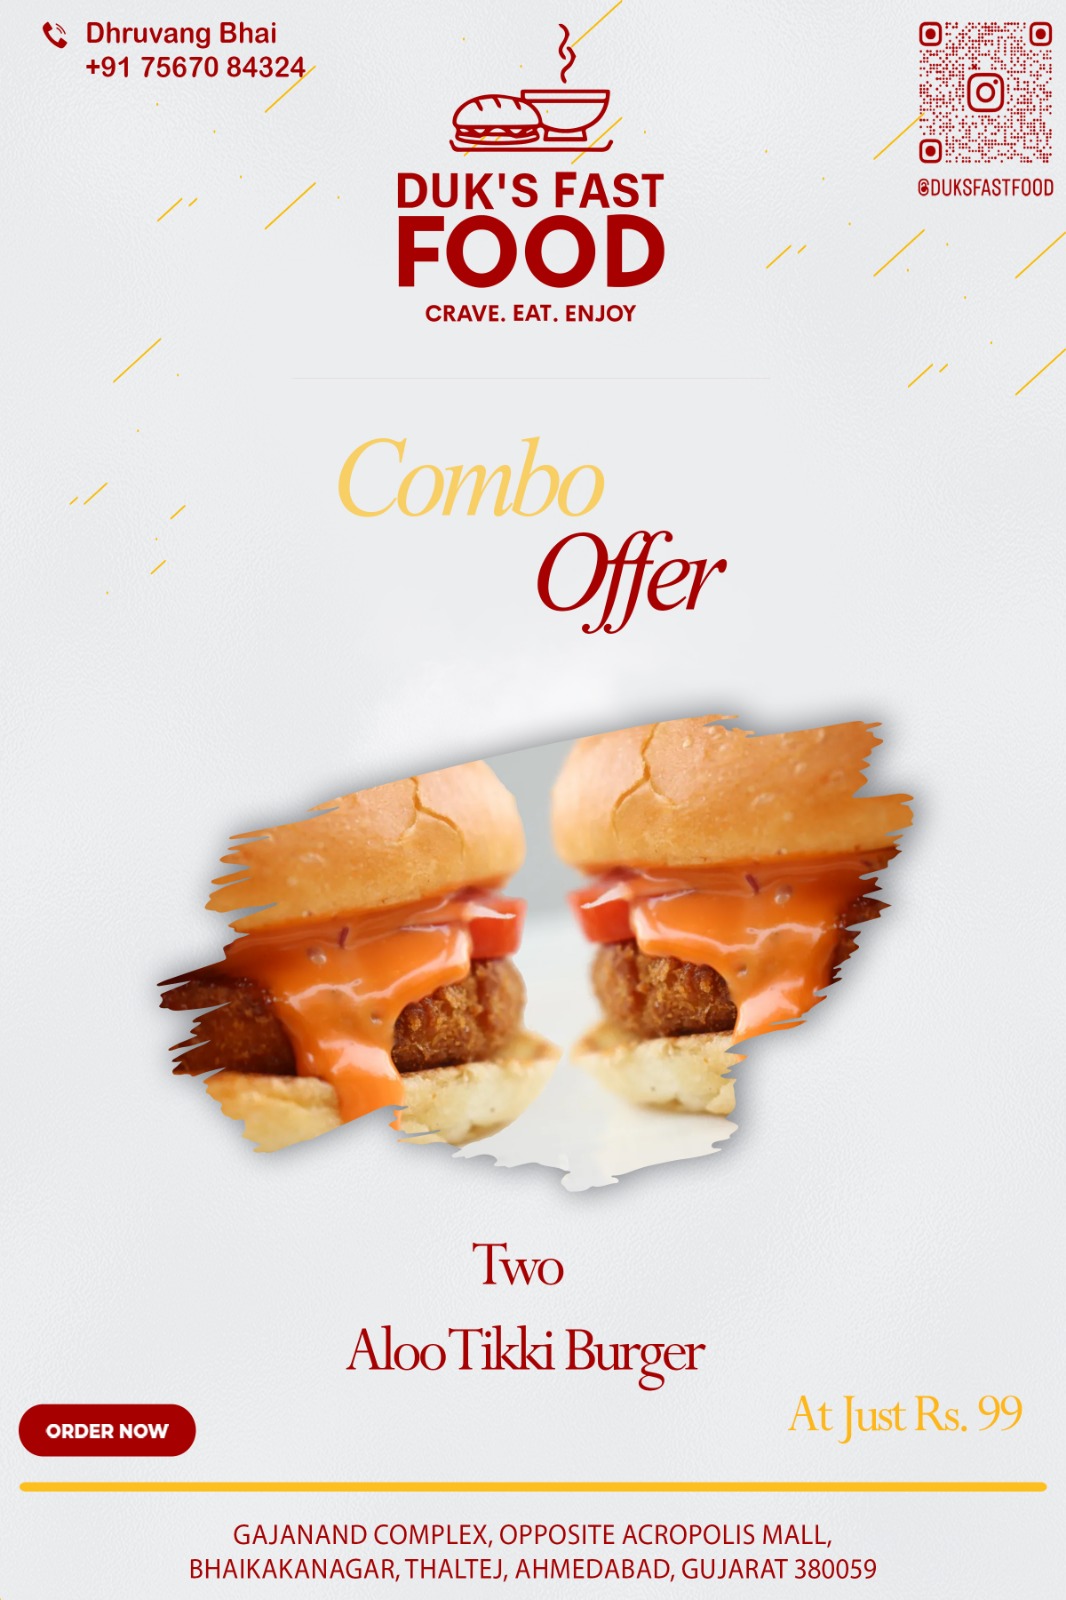 Dhruvang Bhai
+91 75670 84324
@DUKSFASTFOOD
DUK'S FAST
FOOD
CRAVE. EAT. ENJOY
Combo
Offer
Two
Aloo Tikki Burger
At Just Rs. 99
ORDER NOW
GAJANAND COMPLEX, OPPOSITE ACROPOLIS MALL,
BHAIKAKANAGAR, THALTEJ, AHMEDABAD, GUJARAT 380059